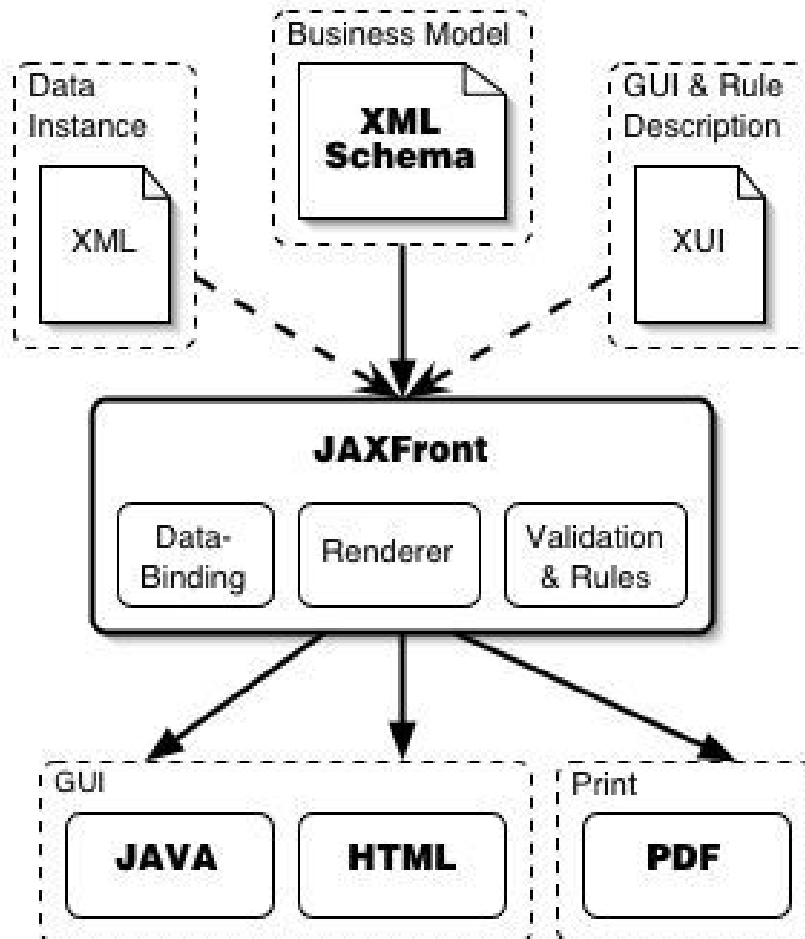 Business Model
XML
Schema
Data
Instance
XML
GUI & Rule
Description
XUI
JAXFront
Data-
Binding
Renderer
Validation
& Rules
GUI
JAVA
HTML
Print
PDF